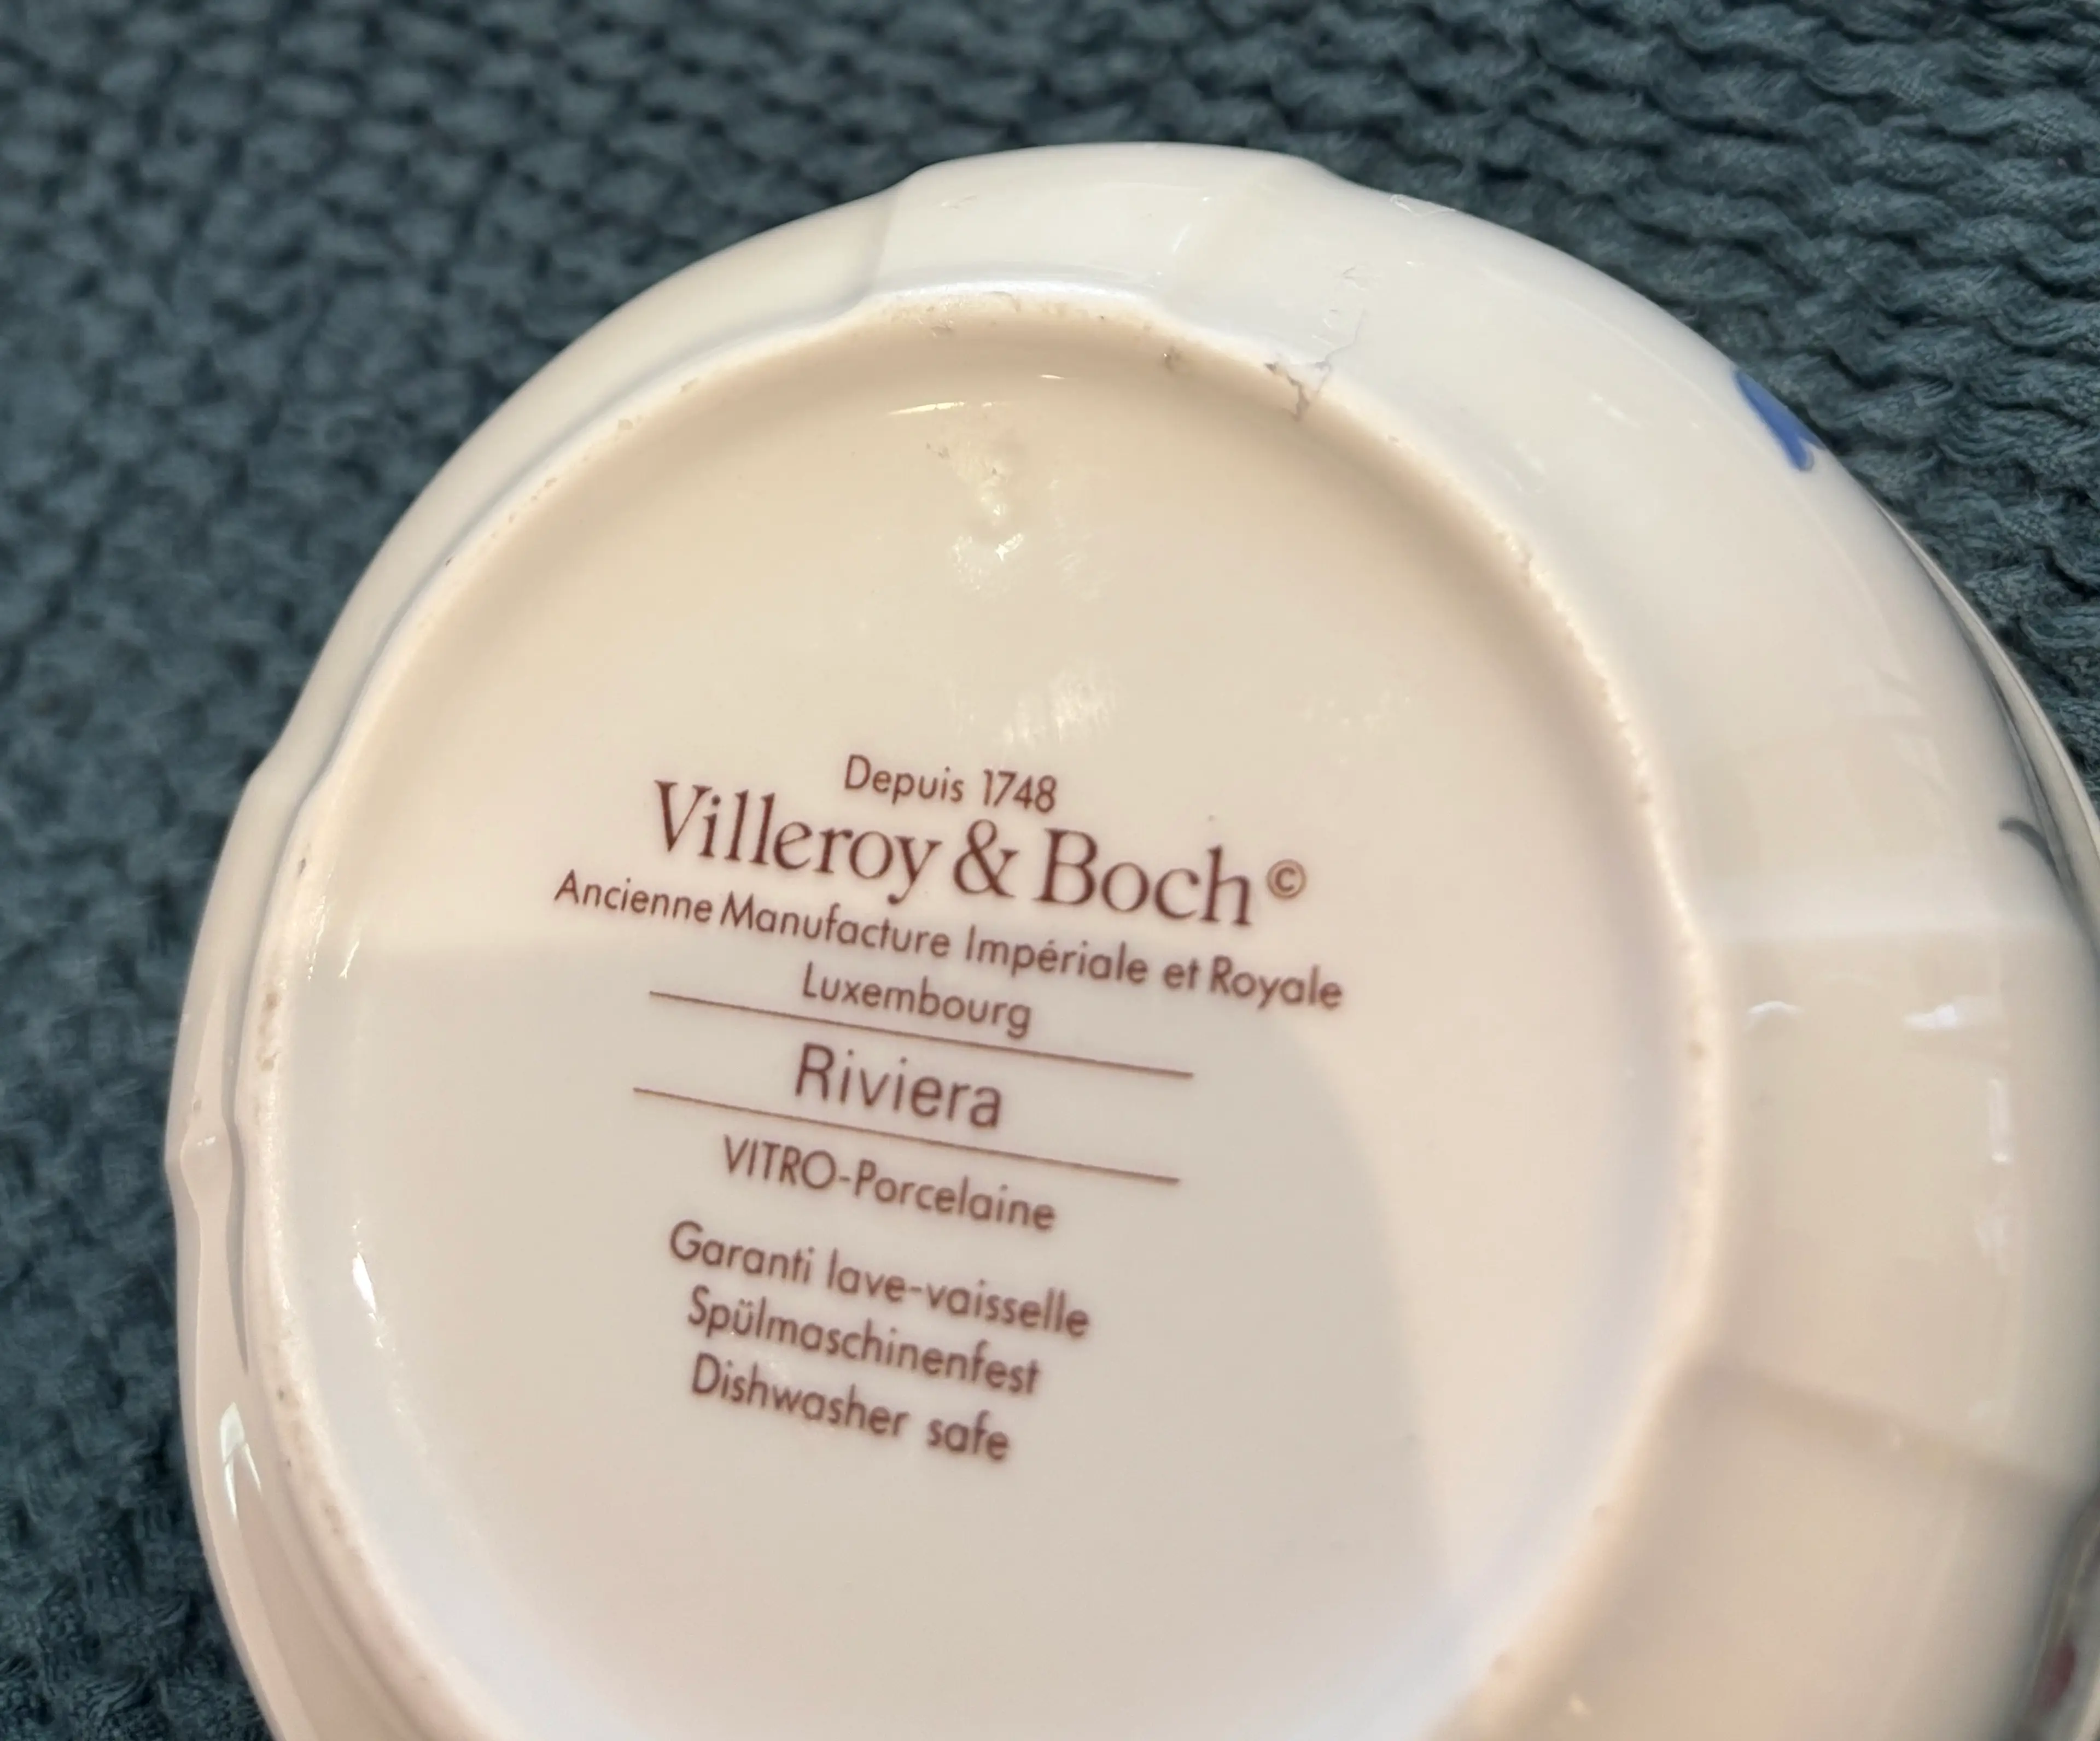 Depuis 1748
Villeroy & Boch©
Ancienne Manufacture Impériale et Royale
Luxembourg
Riviera
VITRO-Porcelaine
Garanti lave-vaisselle
Spülmaschinenfest
Dishwasher safe